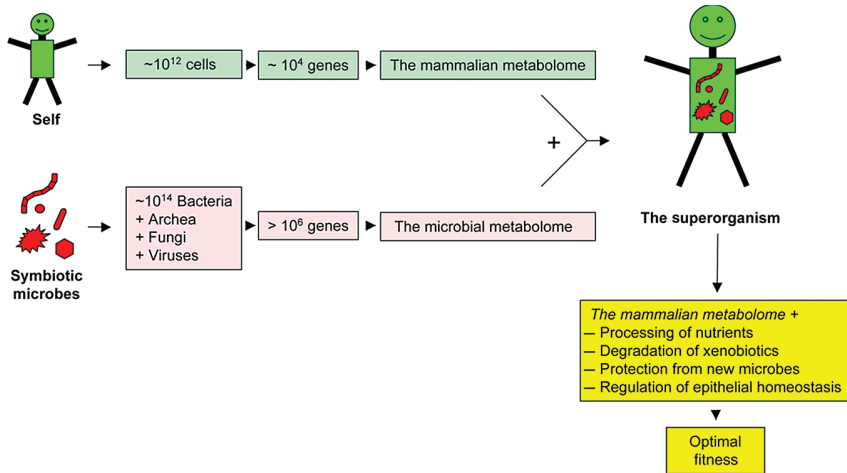 Self
~10¹² cells
~ 10⁴ genes
The mammalian metabolome
+
Symbiotic
microbes
~10¹⁴ Bacteria
+ Archea
+ Fungi
+ Viruses
> 10⁶ genes
The microbial metabolome
The superorganism
The mammalian metabolome +
— Processing of nutrients
— Degradation of xenobiotics
— Protection from new microbes
— Regulation of epithelial homeostasis
Optimal
fitness